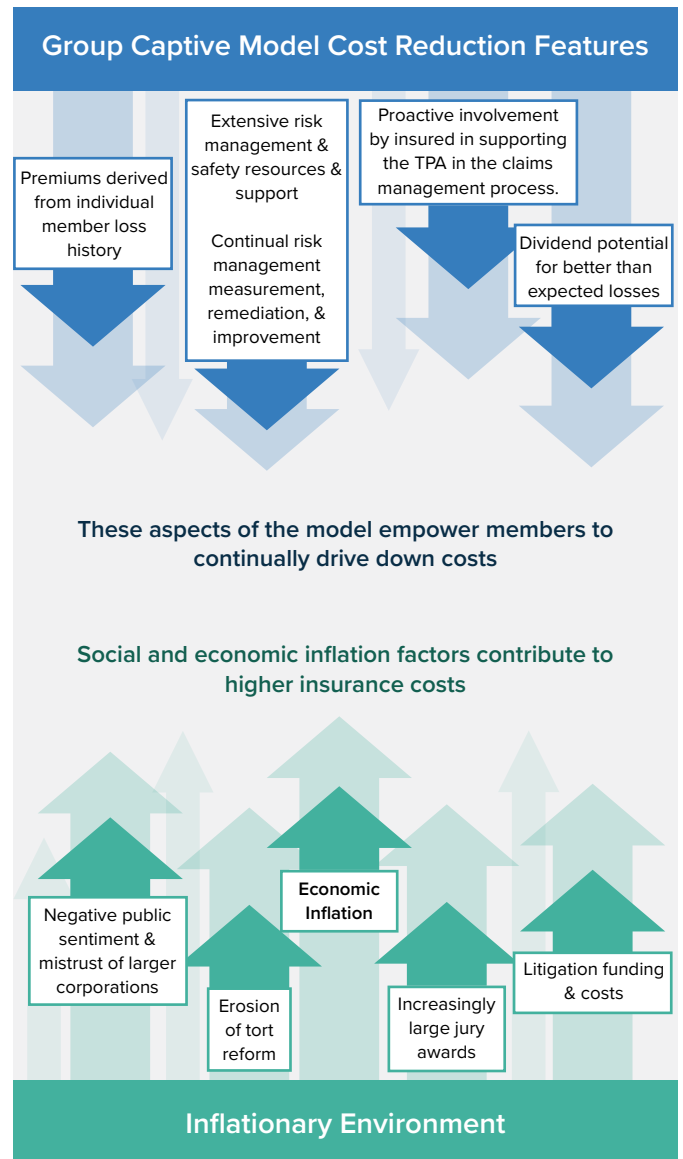 Group Captive Model Cost Reduction Features
Premiums derived
from individual
member loss
history
Extensive risk
management &
safety resources &
support
Continual risk
management
measurement,
remediation, &
improvement
Proactive involvement
by insured in supporting
the TPA in the claims
management process.
Dividend potential
for better than
expected losses
These aspects of the model empower members to
continually drive down costs
Social and economic inflation factors contribute to
higher insurance costs
Negative public
sentiment &
mistrust of larger
corporations
Erosion
of tort
reform
Economic
Inflation
Increasingly
large jury
awards
Litigation funding
& costs
Inflationary Environment